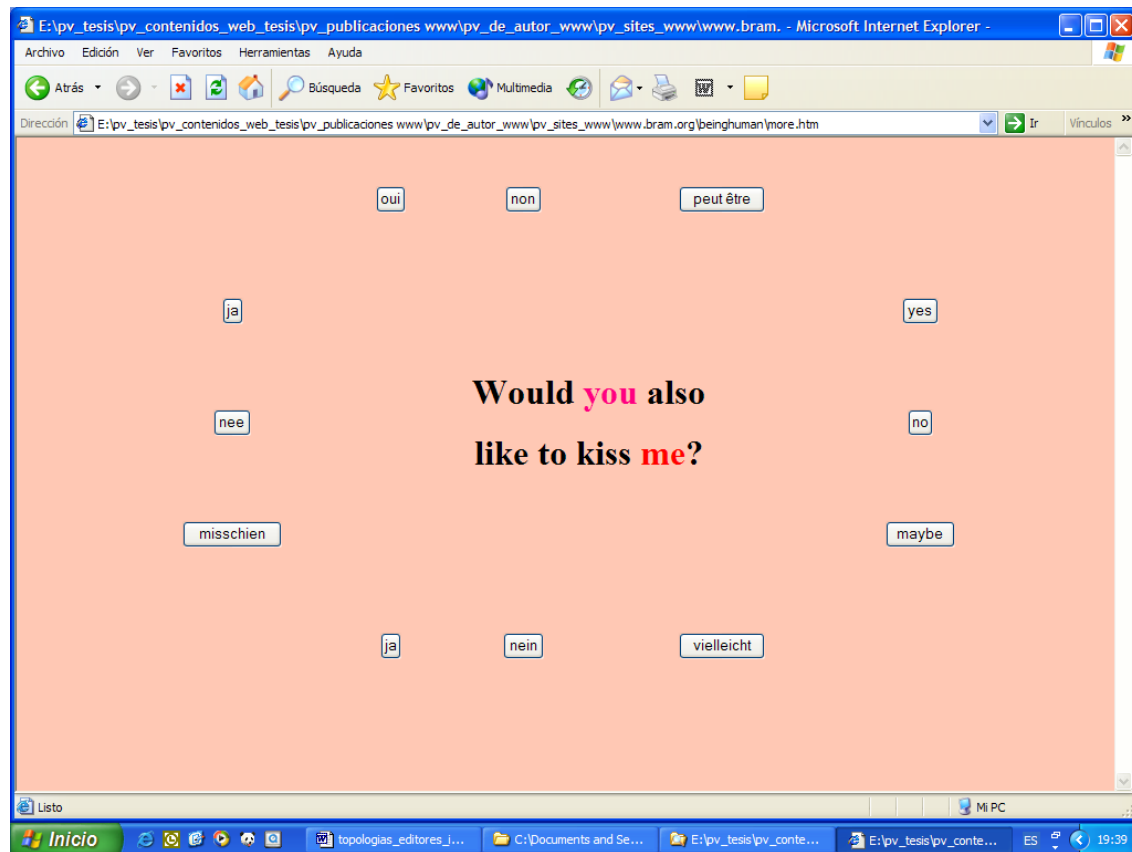 E:\pv_tesis\pv_contenidos_web_tesis\pv_publicaciones www\pv_de_autor_www\pv_sites_www\www.bram. - Microsoft Internet Explorer -
Archivo Edición Ver Favoritos Herramientas Ayuda
Atrás Búsqueda Favoritos Multimedia
Dirección E:\pv_tesis\pv_contenidos_web_tesis\pv_publicaciones www\pv_de_autor_www\pv_sites_www\www.bram.org\beinghuman\more.htm Ir Vínculos »
oui non peut être
ja yes
Would you also
nee no
like to kiss me?
misschien maybe
ja nein vielleicht
Listo Mi PC
Inicio topologias_editores_i... C:\Documents and Se... E:\pv_tesis\pv_conte... E:\pv_tesis\pv_conte... ES 19:39